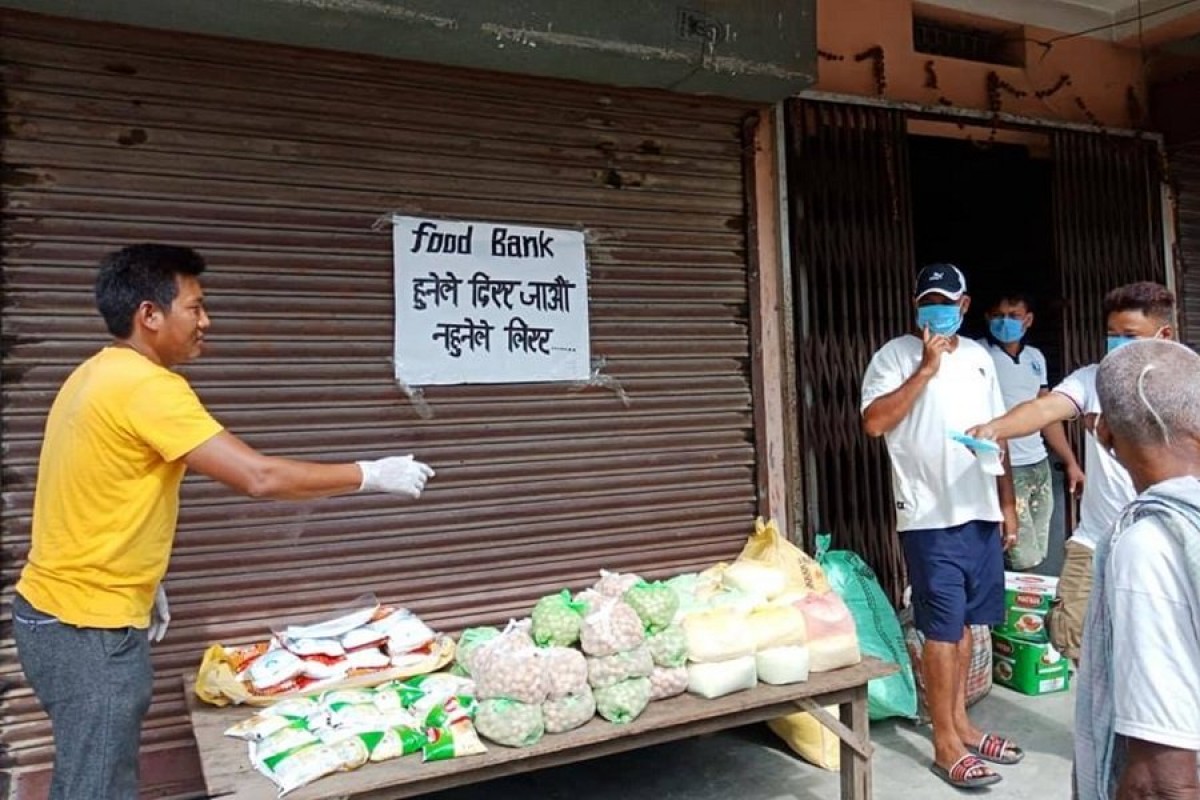 food Bank
हुनेले दिएर जाऔं
नहुनेले लिएर......